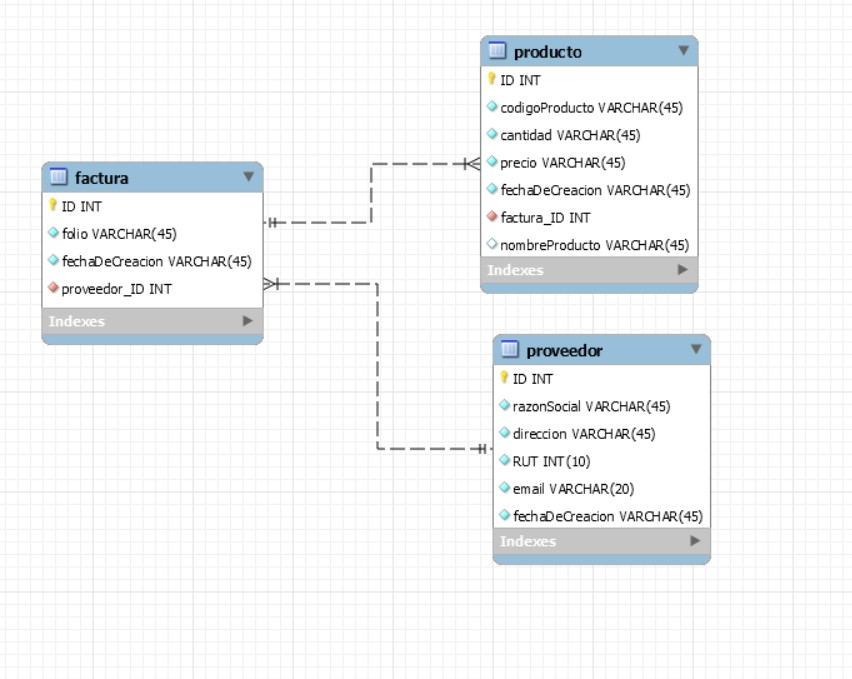 factura
ID INT
folio VARCHAR(45)
fechaDeCreacion VARCHAR(45)
proveedor_ID INT
Indexes
producto
ID INT
codigoProducto VARCHAR(45)
cantidad VARCHAR(45)
precio VARCHAR(45)
fechaDeCreacion VARCHAR(45)
factura_ID INT
nombreProducto VARCHAR(45)
Indexes
proveedor
ID INT
razonSocial VARCHAR(45)
direccion VARCHAR(45)
RUT INT(10)
email VARCHAR(20)
fechaDeCreacion VARCHAR(45)
Indexes